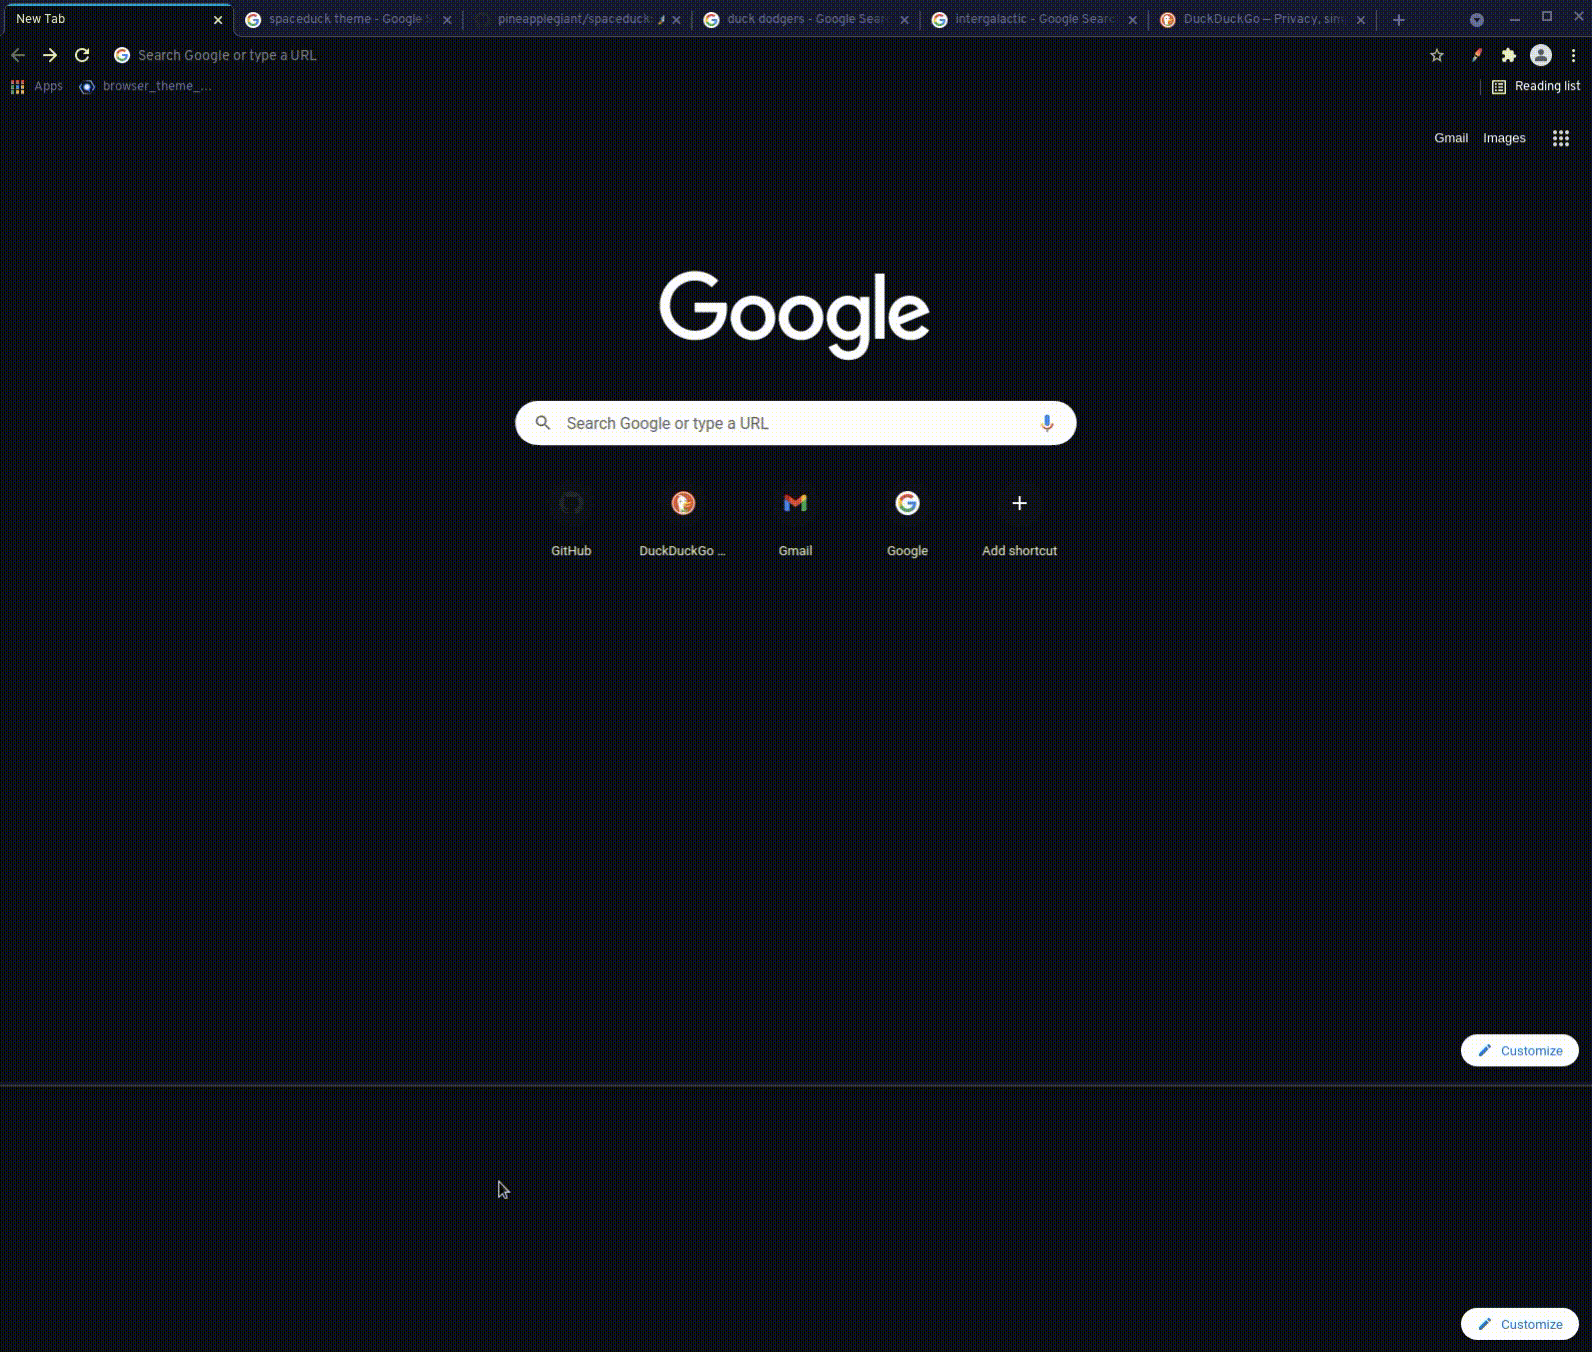 New Tab
spaceduck theme - Google S
pineapplegiant/spaceduck:
duck dodgers - Google Sear
intergalactic - Google Searc
DuckDuckGo — Privacy, sim
Search Google or type a URL
Apps
browser_theme_...
Reading list
Gmail
Images
Google
Search Google or type a URL
GitHub
DuckDuckGo ...
Gmail
Google
Add shortcut
Customize
Customize